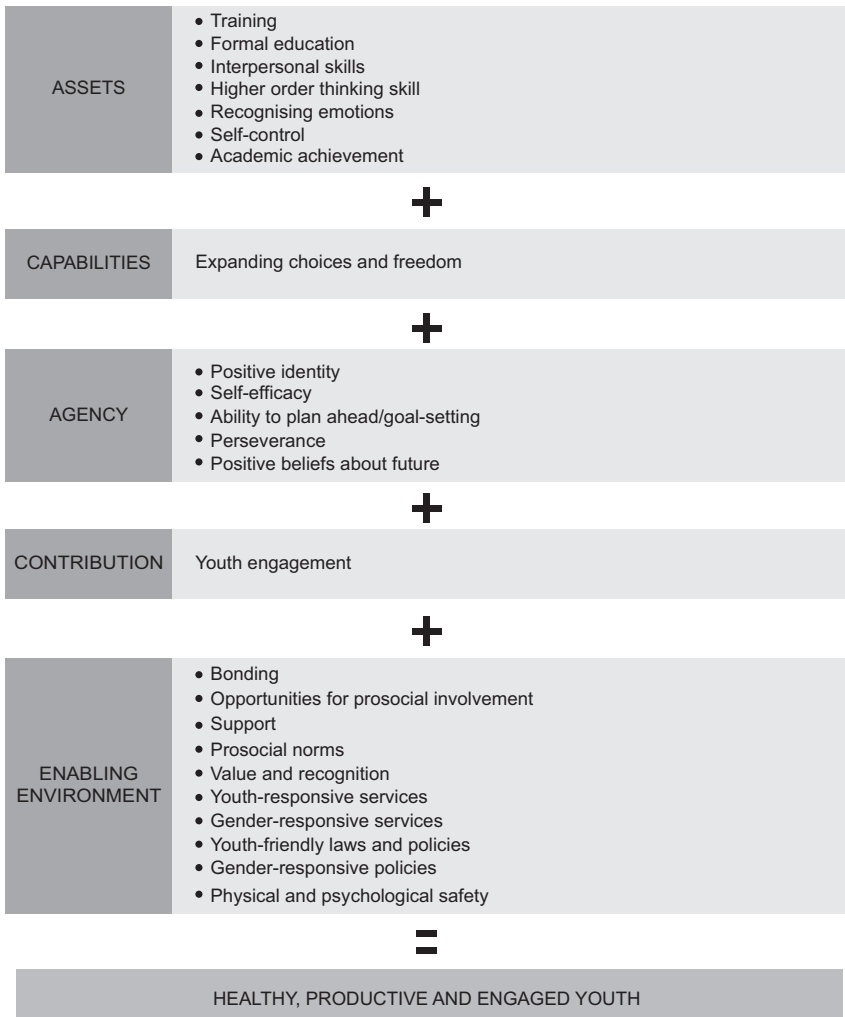 ASSETS
• Training
• Formal education
• Interpersonal skills
• Higher order thinking skill
• Recognising emotions
• Self-control
• Academic achievement
+
CAPABILITIES
Expanding choices and freedom
+
AGENCY
• Positive identity
• Self-efficacy
• Ability to plan ahead/goal-setting
• Perseverance
• Positive beliefs about future
+
CONTRIBUTION
Youth engagement
+
ENABLING
ENVIRONMENT
• Bonding
• Opportunities for prosocial involvement
• Support
• Prosocial norms
• Value and recognition
• Youth-responsive services
• Gender-responsive services
• Youth-friendly laws and policies
• Gender-responsive policies
• Physical and psychological safety
=
HEALTHY, PRODUCTIVE AND ENGAGED YOUTH